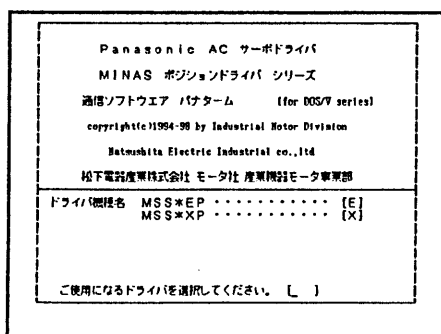 Panasonic AC サーボドライバ
MINAS ポジションドライバ シリーズ
通信ソフトウエア パナターム (for DOS/V series)
copyright(c)1994-98 by Industrial Motor Division
Matsushita Electric Industrial co.,ltd
松下電器産業株式会社 モータ社 産業機器モータ事業部
ドライバ機種名 MSS*EP ・・・・・・・・・・・ [E]
MSS*XP ・・・・・・・・・・・ [X]
ご使用になるドライバを選択してください。 [_ ]